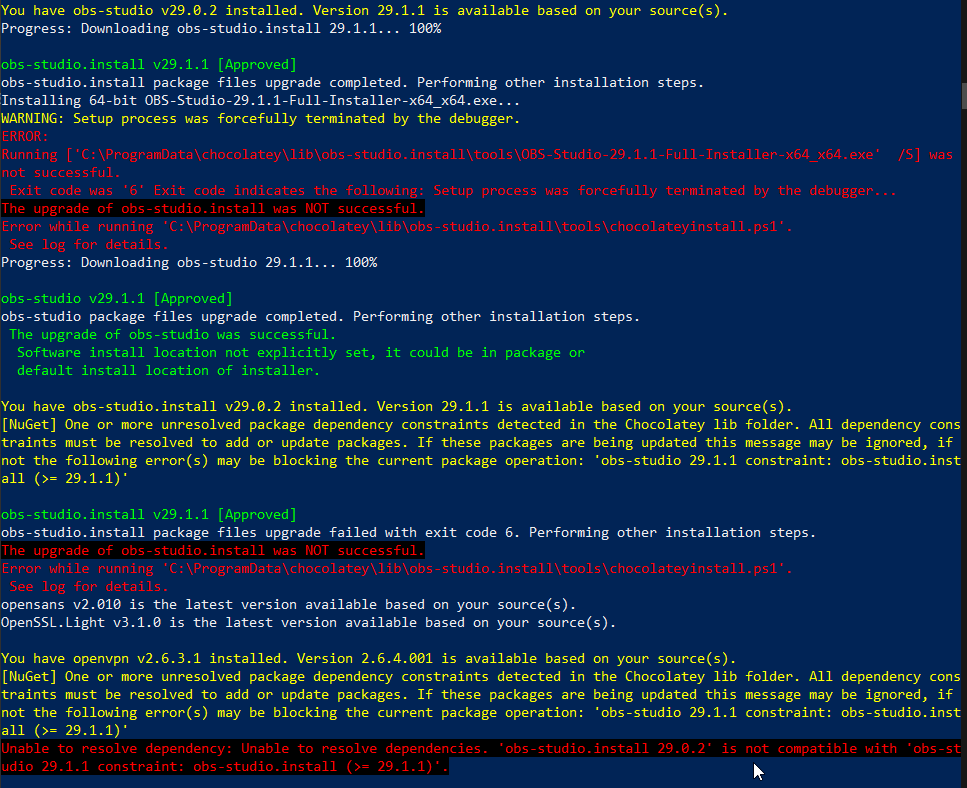 You have obs-studio v29.0.2 installed. Version 29.1.1 is available based on your source(s).
Progress: Downloading obs-studio.install 29.1.1... 100%
obs-studio.install v29.1.1 [Approved]
obs-studio.install package files upgrade completed. Performing other installation steps.
Installing 64-bit OBS-Studio-29.1.1-Full-Installer-x64_x64.exe...
WARNING: Setup process was forcefully terminated by the debugger.
ERROR:
Running ['C:\ProgramData\chocolatey\lib\obs-studio.install\tools\OBS-Studio-29.1.1-Full-Installer-x64_x64.exe'  /S] was
not successful.
 Exit code was '6' Exit code indicates the following: Setup process was forcefully terminated by the debugger...
The upgrade of obs-studio.install was NOT successful.
Error while running 'C:\ProgramData\chocolatey\lib\obs-studio.install\tools\chocolateyinstall.ps1'.
 See log for details.
Progress: Downloading obs-studio 29.1.1... 100%
obs-studio v29.1.1 [Approved]
obs-studio package files upgrade completed. Performing other installation steps.
 The upgrade of obs-studio was successful.
  Software install location not explicitly set, it could be in package or
  default install location of installer.
You have obs-studio.install v29.0.2 installed. Version 29.1.1 is available based on your source(s).
[NuGet] One or more unresolved package dependency constraints detected in the Chocolatey lib folder. All dependency cons
traints must be resolved to add or update packages. If these packages are being updated this message may be ignored, if
not the following error(s) may be blocking the current package operation: 'obs-studio 29.1.1 constraint: obs-studio.inst
all (>= 29.1.1)'
obs-studio.install v29.1.1 [Approved]
obs-studio.install package files upgrade failed with exit code 6. Performing other installation steps.
The upgrade of obs-studio.install was NOT successful.
Error while running 'C:\ProgramData\chocolatey\lib\obs-studio.install\tools\chocolateyinstall.ps1'.
 See log for details.
opensans v2.010 is the latest version available based on your source(s).
OpenSSL.Light v3.1.0 is the latest version available based on your source(s).
You have openvpn v2.6.3.1 installed. Version 2.6.4.001 is available based on your source(s).
[NuGet] One or more unresolved package dependency constraints detected in the Chocolatey lib folder. All dependency cons
traints must be resolved to add or update packages. If these packages are being updated this message may be ignored, if
not the following error(s) may be blocking the current package operation: 'obs-studio 29.1.1 constraint: obs-studio.inst
all (>= 29.1.1)'
Unable to resolve dependency: Unable to resolve dependencies. 'obs-studio.install 29.0.2' is not compatible with 'obs-st
udio 29.1.1 constraint: obs-studio.install (>= 29.1.1)'.